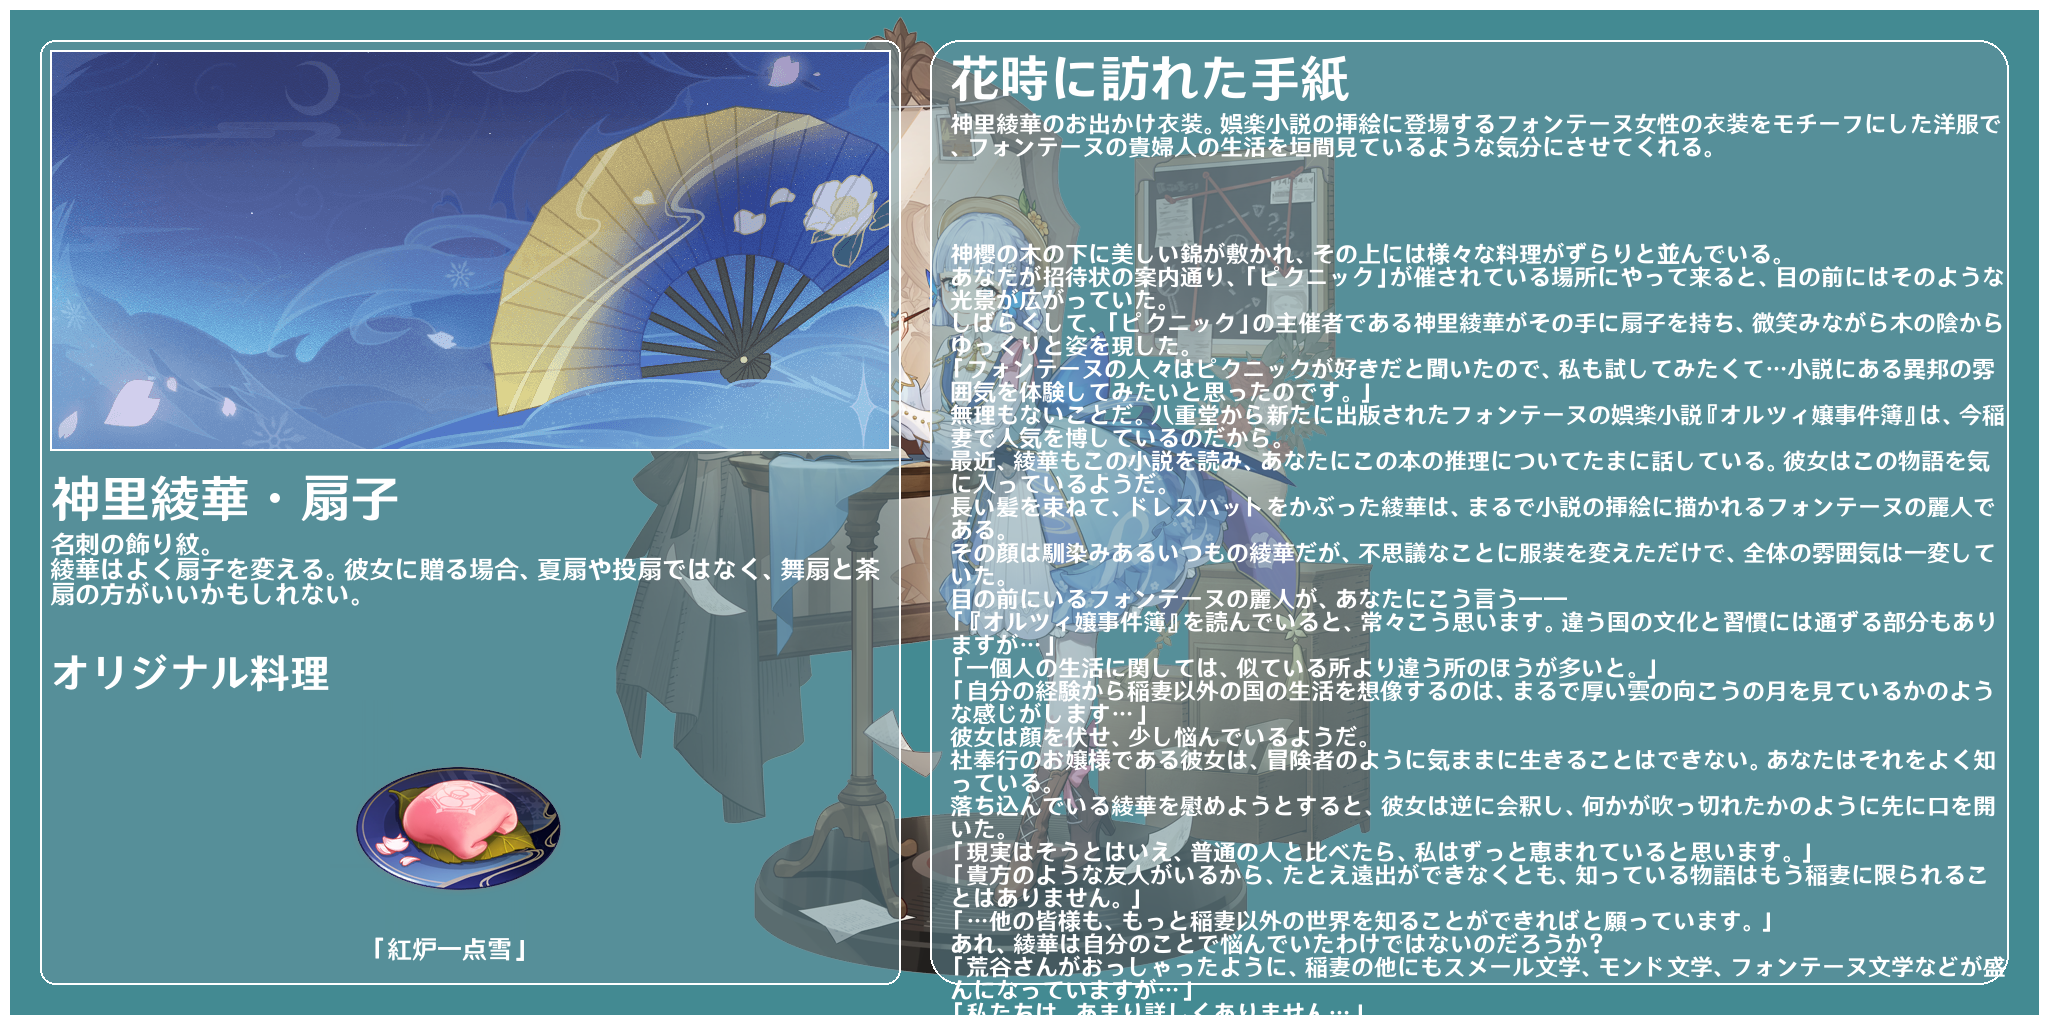 神里綾華・扇子
名刺の飾り紋。
綾華はよく扇子を変える。彼女に贈る場合、夏扇や投扇ではなく、舞扇と茶
扇の方がいいかもしれない。
オリジナル料理
「紅炉一点雪」
花時に訪れた手紙
神里綾華のお出かけ衣装。娯楽小説の挿絵に登場するフォンテーヌ女性の衣装をモチーフにした洋服で
、フォンテーヌの貴婦人の生活を垣間見ているような気分にさせてくれる。
神櫻の木の下に美しい錦が敷かれ、その上には様々な料理がずらりと並んでいる。
あなたが招待状の案内通り、「ピクニック」が催されている場所にやって来ると、目の前にはそのような
光景が広がっていた。
しばらくして、「ピクニック」の主催者である神里綾華がその手に扇子を持ち、微笑みながら木の陰から
ゆっくりと姿を現した。
「フォンテーヌの人々はピクニックが好きだと聞いたので、私も試してみたくて…小説にある異邦の雰
囲気を体験してみたいと思ったのです。」
無理もないことだ。八重堂から新たに出版されたフォンテーヌの娯楽小説『オルツィ嬢事件簿』は、今稲
妻で人気を博しているのだから。
最近、綾華もこの小説を読み、あなたにこの本の推理についてたまに話している。彼女はこの物語を気
に入っているようだ。
長い髪を束ねて、ドレスハットをかぶった綾華は、まるで小説の挿絵に描かれるフォンテーヌの麗人で
ある。
その顔は馴染みあるいつもの綾華だが、不思議なことに服装を変えただけで、全体の雰囲気は一変して
いた。
目の前にいるフォンテーヌの麗人が、あなたにこう言う——
「『オルツィ嬢事件簿』を読んでいると、常々こう思います。違う国の文化と習慣には通ずる部分もあり
ますが…」
「一個人の生活に関しては、似ている所より違う所のほうが多いと。」
「自分の経験から稲妻以外の国の生活を想像するのは、まるで厚い雲の向こうの月を見ているかのよう
な感じがします…」
彼女は顔を伏せ、少し悩んでいるようだ。
社奉行のお嬢様である彼女は、冒険者のように気ままに生きることはできない。あなたはそれをよく知
っている。
落ち込んでいる綾華を慰めようとすると、彼女は逆に会釈し、何かが吹っ切れたかのように先に口を開
いた。
「現実はそうとはいえ、普通の人と比べたら、私はずっと恵まれていると思います。」
「貴方のような友人がいるから、たとえ遠出ができなくとも、知っている物語はもう稲妻に限られるこ
とはありません。」
「…他の皆様も、もっと稲妻以外の世界を知ることができればと願っています。」
あれ、綾華は自分のことで悩んでいたわけではないのだろうか？
「荒谷さんがおっしゃったように、稲妻の他にもスメール文学、モンド文学、フォンテーヌ文学などが盛
んになっていますが…」
「私たちは、あまり詳しくありません…」